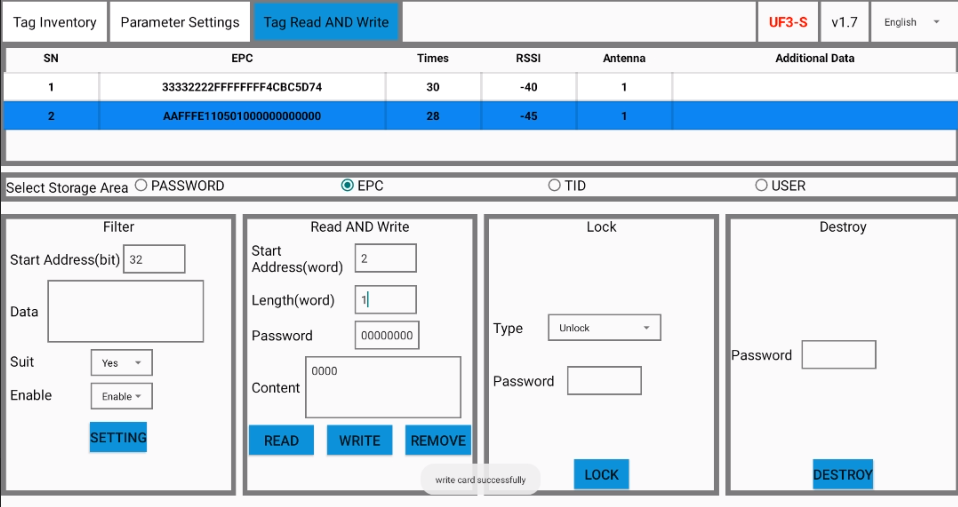 Tag Inventory Parameter Settings Tag Read AND Write UF3-S v1.7 English
SN EPC Times RSSI Antenna Additional Data
1 33332222FFFFFFFF4CBC5D74 30 -40 1
2 AAFFFE110501000000000000 28 -45 1
Select Storage Area PASSWORD EPC TID USER
Filter
Start Address(bit) 32
Data
Suit Yes
Enable Enable
SETTING
Read AND Write
Start
Address(word) 2
Length(word) 1
Password 00000000
Content 0000
READ WRITE REMOVE
Lock
Type Unlock
Password
LOCK
Destroy
Password
DESTROY
write card successfully